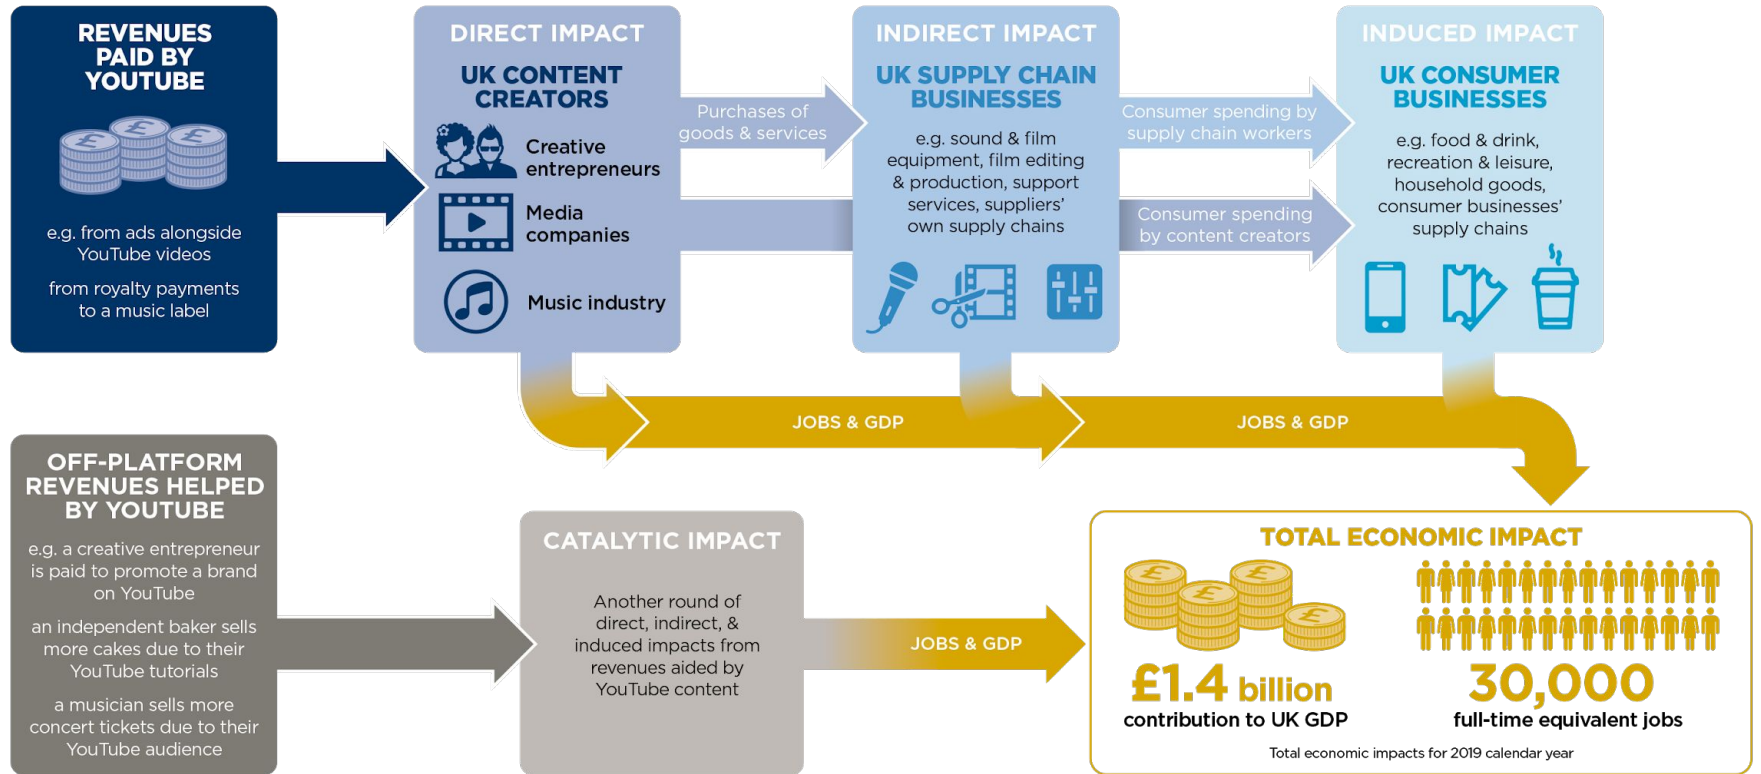 REVENUES
PAID BY
YOUTUBE
£
£
£
e.g. from ads alongside
YouTube videos
from royalty payments
to a music label
DIRECT IMPACT
UK CONTENT
CREATORS
Creative
entrepreneurs
Media
companies
Music industry
Purchases of
goods & services
INDIRECT IMPACT
UK SUPPLY CHAIN
BUSINESSES
e.g. sound & film
equipment, film editing
& production, support
services, suppliers’
own supply chains
Consumer spending by
supply chain workers
Consumer spending
by content creators
INDUCED IMPACT
UK CONSUMER
BUSINESSES
e.g. food & drink,
recreation & leisure,
household goods,
consumer businesses’
supply chains
JOBS & GDP
JOBS & GDP
OFF-PLATFORM
REVENUES HELPED
BY YOUTUBE
e.g. a creative entrepreneur
is paid to promote a brand
on YouTube
an independent baker sells
more cakes due to their
YouTube tutorials
a musician sells more
concert tickets due to their
YouTube audience
CATALYTIC IMPACT
Another round of
direct, indirect, &
induced impacts from
revenues aided by
YouTube content
JOBS & GDP
TOTAL ECONOMIC IMPACT
£
£
£
£
£1.4 billion
contribution to UK GDP
30,000
full-time equivalent jobs
Total economic impacts for 2019 calendar year